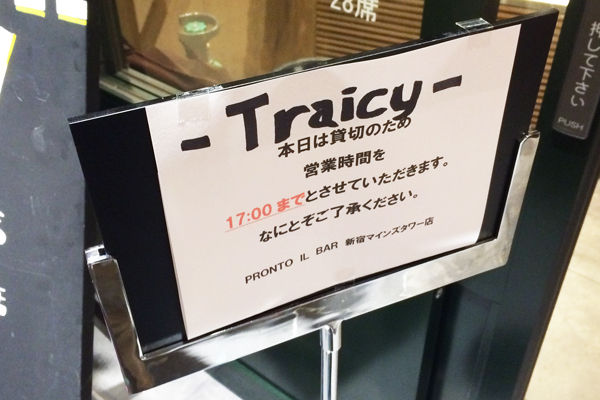 28席
押して下さい
PUSH
- Traicy -
本日は貸切のため
営業時間を
17:00 までとさせていただきます。
なにとぞご了承ください。
PRONTO IL BAR 新宿マインズタワー店